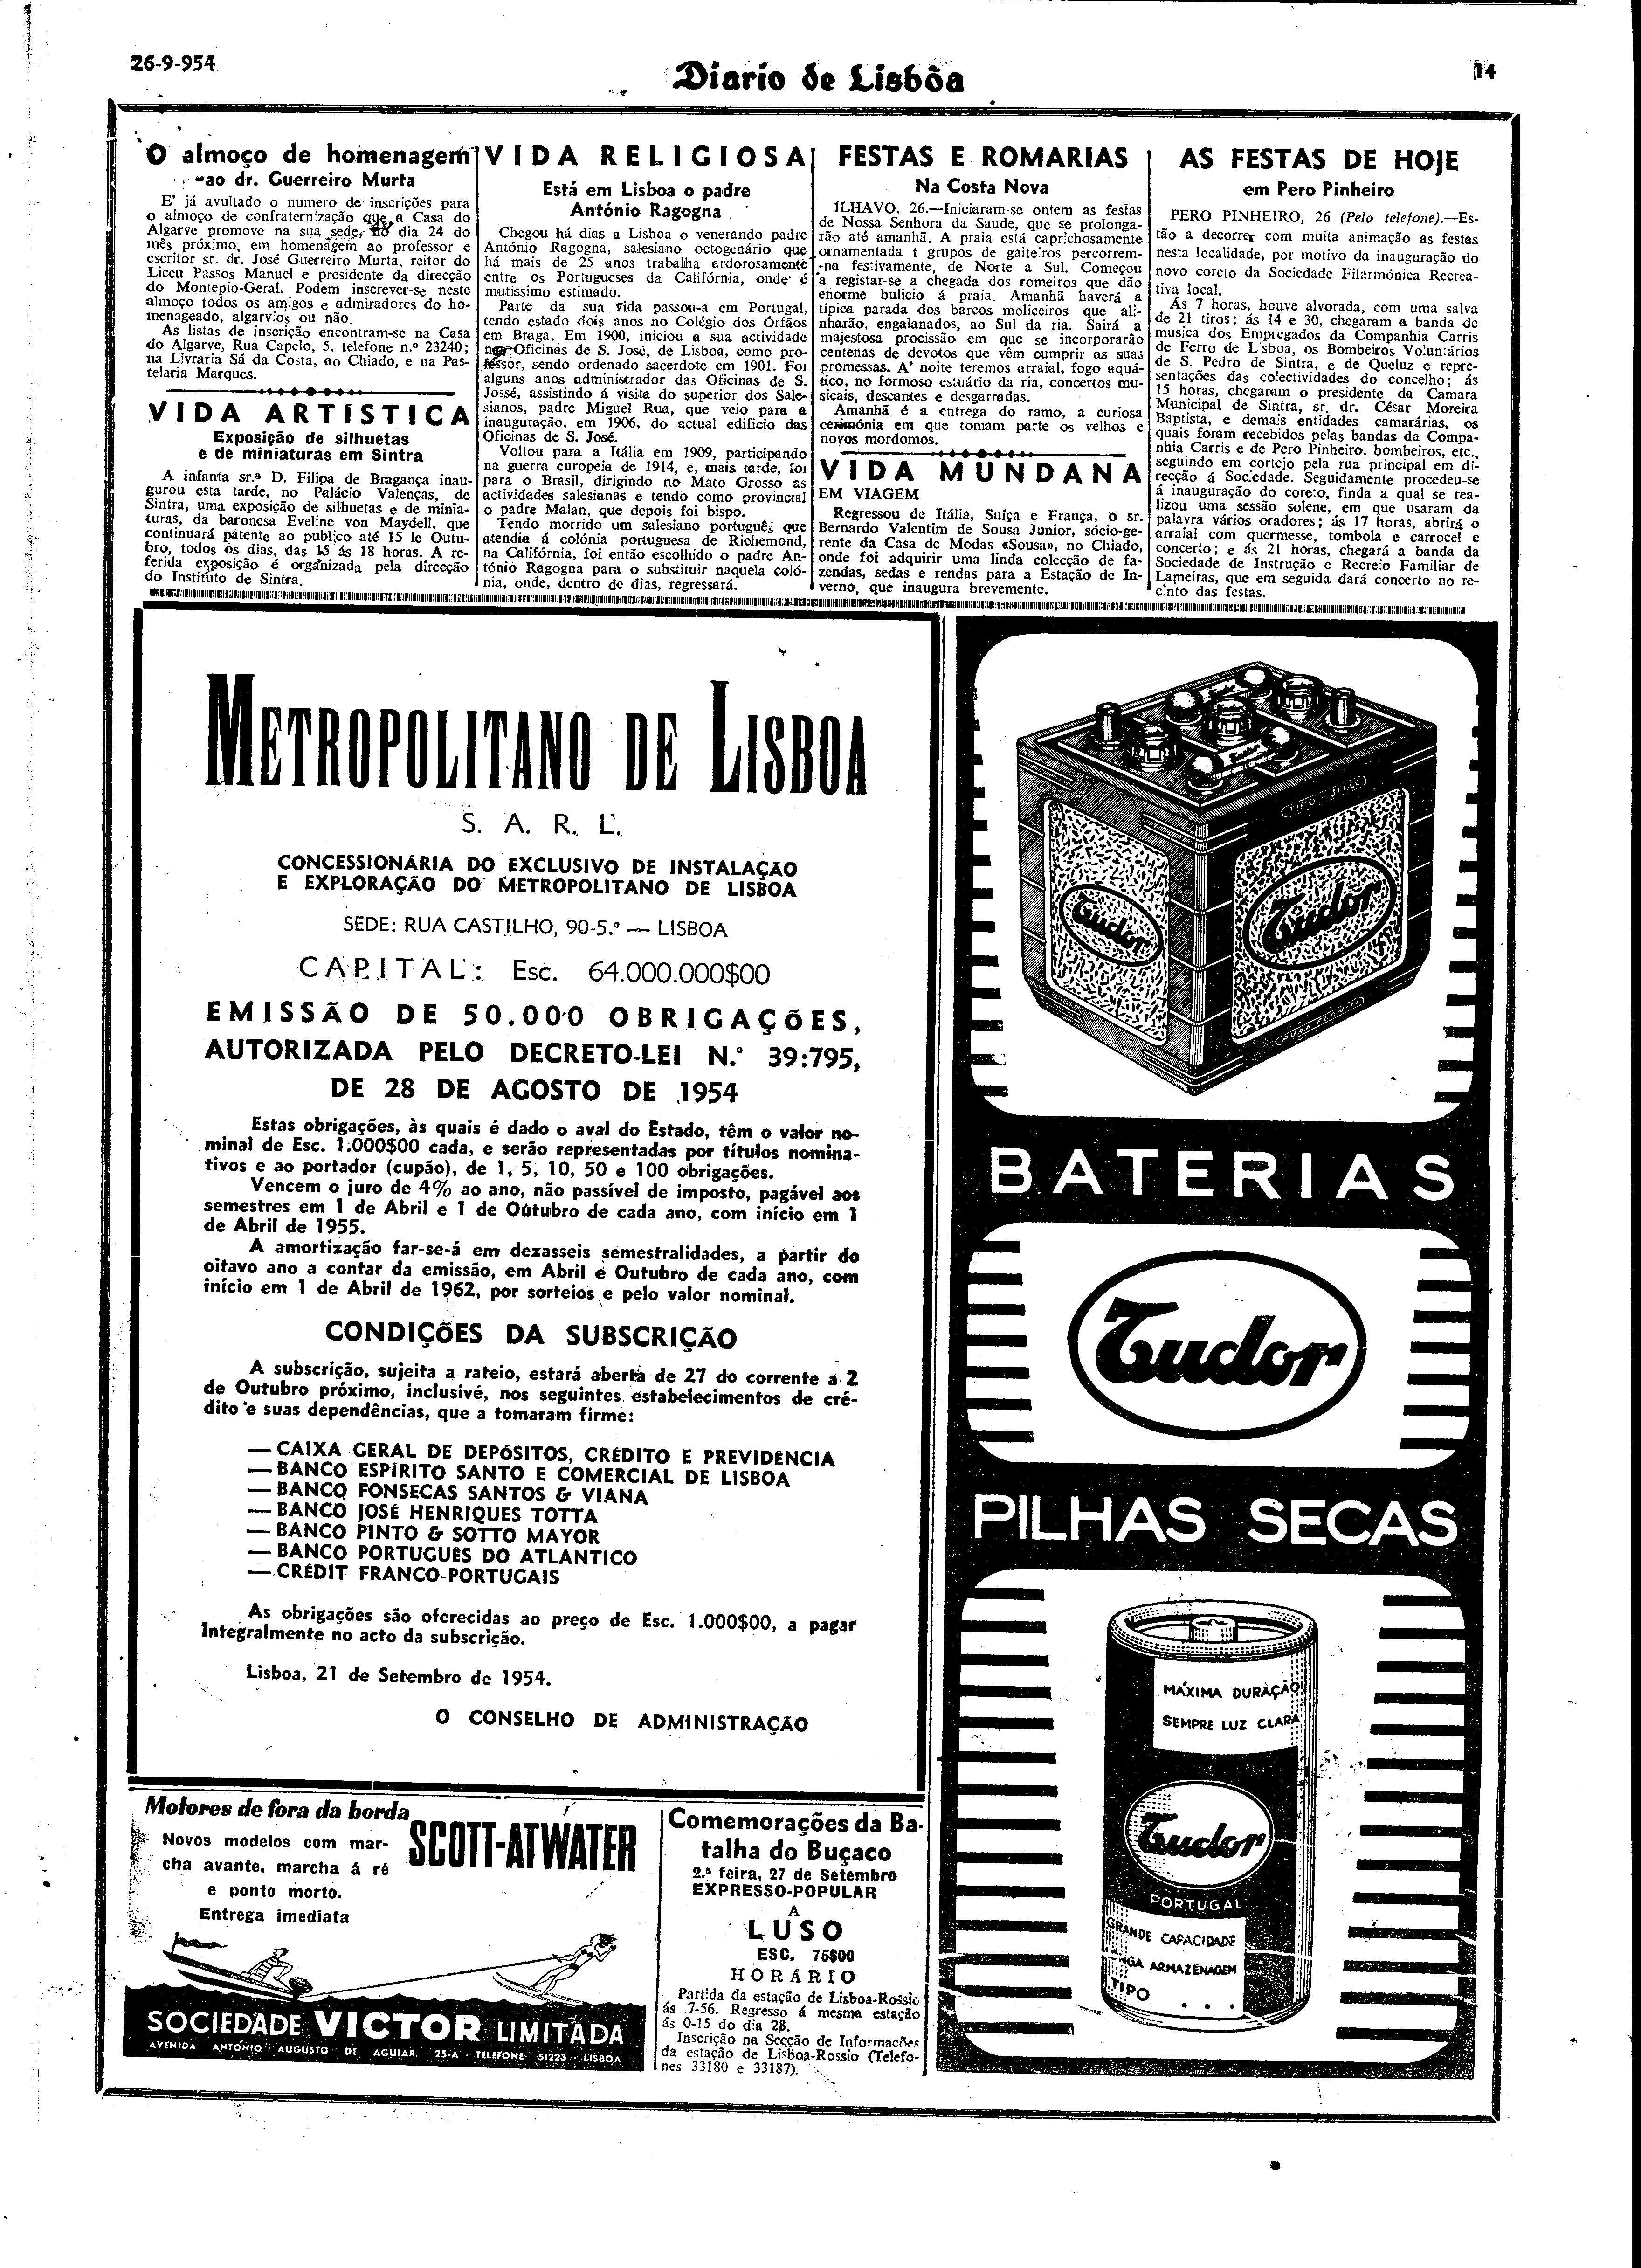 26-9-954
Diario de Lisbôa
14
O almoço de homenagem
ao dr. Guerreiro Murta
E' já avultado o numero de inscrições para
o almoço de confraternização que a Casa do
Algarve promove na sua sede, no dia 24 do
mês próximo, em homenagem ao professor e
escritor sr. dr. José Guerreiro Murta, reitor do
Liceu Passos Manuel e presidente da direcção
do Montepio-Geral. Podem inscrever-se neste
almoço todos os amigos e admiradores do ho-
menageado, algarvios ou não.
As listas de inscrição encontram-se na Casa
do Algarve, Rua Capelo, 5, telefone n.º 23240;
na Livraria Sá da Costa, ao Chiado, e na Pas-
telaria Marques.
VIDA ARTÍSTICA
Exposição de silhuetas
e de miniaturas em Sintra
A infanta sr.ª D. Filipa de Bragança inau-
gurou esta tarde, no Palácio Valenças, de
Sintra, uma exposição de silhuetas e de minia-
turas, da baronesa Eveline von Maydell, que
continuará patente ao publico até 15 le Outu-
bro, todos os dias, das 15 ás 18 horas. A re-
ferida exposição é organizada pela direcção
do Instituto de Sintra.
VIDA RELIGIOSA
Está em Lisboa o padre
António Ragogna
Chegou há dias a Lisboa o venerando padre
António Ragogna, salesiano octogenário que
há mais de 25 anos trabalha ardorosamente
entre os Portugueses da Califórnia, onde é
mutissimo estimado.
Parte da sua vida passou-a em Portugal,
tendo estado dois anos no Colégio dos Órfãos
em Braga. Em 1900, iniciou a sua actividade
Oficinas de S. José, de Lisboa, como pro-
fessor, sendo ordenado sacerdote em 1901. Foi
alguns anos administrador das Oficinas de S.
Jossé, assistindo á visita do superior dos Sale-
sianos, padre Miguel Rua, que veio para a
inauguração, em 1906, do actual edificio das
Oficinas de S. José.
Voltou para a Itália em 1909, participando
na guerra europeia de 1914, e, mais tarde, foi
para o Brasil, dirigindo no Mato Grosso as
actividades salesianas e tendo como provincial
o padre Malan, que depois foi bispo.
Tendo morrido um salesiano português que
atendia á colónia portuguesa de Richemond,
na Califórnia, foi então escolhido o padre An-
tónio Ragogna para o substituir naquela coló-
nia, onde, dentro de dias, regressará.
FESTAS E ROMARIAS
Na Costa Nova
ÍLHAVO, 26.—Iniciaram-se ontem as festas
de Nossa Senhora da Saude, que se prolonga-
rão até amanhã. A praia está caprichosamente
ornamentada t grupos de gaiteiros percorrem-
-na festivamente, de Norte a Sul. Começou
a registar-se a chegada dos romeiros que dão
enorme bulicio á praia. Amanhã haverá a
típica parada dos barcos moliceiros que ali-
nharão, engalanados, ao Sul da ria. Sairá a
majestosa procissão em que se incorporarão
centenas de devotos que vêm cumprir as suas
promessas. A' noite teremos arraial, fogo aquá-
tico, no formoso estuário da ria, concertos mu-
sicais, descantes e desgarradas.
Amanhã é a entrega do ramo, a curiosa
cerimónia em que tomam parte os velhos e
novos mordomos.
VIDA MUNDANA
EM VIAGEM
Regressou de Itália, Suíça e França, o sr.
Bernardo Valentim de Sousa Junior, sócio-ge-
rente da Casa de Modas «Sousa», no Chiado,
onde foi adquirir uma linda colecção de fa-
zendas, sedas e rendas para a Estação de In-
verno, que inaugura brevemente.
AS FESTAS DE HOJE
em Pero Pinheiro
PERO PINHEIRO, 26 (Pelo telefone).—Es-
tão a decorrer com muita animação as festas
nesta localidade, por motivo da inauguração do
novo coreto da Sociedade Filarmónica Recrea-
tiva local.
Ás 7 horas, houve alvorada, com uma salva
de 21 tiros; ás 14 e 30, chegaram a banda de
musica dos Empregados da Companhia Carris
de Ferro de Lisboa, os Bombeiros Voluntários
de S. Pedro de Sintra, e de Queluz e repre-
sentações das colectividades do concelho; ás
15 horas, chegaram o presidente da Camara
Municipal de Sintra, sr. dr. César Moreira
Baptista, e demais entidades camarárias, os
quais foram recebidos pelas bandas da Compa-
nhia Carris e de Pero Pinheiro, bombeiros, etc.,
seguindo em cortejo pela rua principal em di-
recção á Sociedade. Seguidamente procedeu-se
á inauguração do coreto, finda a qual se rea-
lizou uma sessão solene, em que usaram da
palavra vários oradores; ás 17 horas, abrirá o
arraial com quermesse, tombola e carrocel e
concerto; e ás 21 horas, chegará a banda da
Sociedade de Instrução e Recreio Familiar de
Lameiras, que em seguida dará concerto no re-
cinto das festas.
METROPOLITANO DE LISBOA
S. A. R. L.
CONCESSIONÁRIA DO EXCLUSIVO DE INSTALAÇÃO
E EXPLORAÇÃO DO METROPOLITANO DE LISBOA
SEDE: RUA CASTILHO, 90-5.º — LISBOA
CAPITAL: Esc. 64.000.000$00
EMISSÃO DE 50.000 OBRIGAÇÕES,
AUTORIZADA PELO DECRETO-LEI N.º 39:795,
DE 28 DE AGOSTO DE 1954
Estas obrigações, às quais é dado o aval do Estado, têm o valor no-
minal de Esc. 1.000$00 cada, e serão representadas por títulos nomina-
tivos e ao portador (cupão), de 1, 5, 10, 50 e 100 obrigações.
Vencem o juro de 4% ao ano, não passível de imposto, pagável aos
semestres em 1 de Abril e 1 de Outubro de cada ano, com início em 1
de Abril de 1955.
A amortização far-se-á em dezasseis semestralidades, a partir do
oitavo ano a contar da emissão, em Abril e Outubro de cada ano, com
início em 1 de Abril de 1962, por sorteios e pelo valor nominal.
CONDIÇÕES DA SUBSCRIÇÃO
A subscrição, sujeita a rateio, estará aberta de 27 do corrente a 2
de Outubro próximo, inclusivé, nos seguintes estabelecimentos de cré-
dito e suas dependências, que a tomaram firme:
— CAIXA GERAL DE DEPÓSITOS, CRÉDITO E PREVIDÊNCIA
— BANCO ESPÍRITO SANTO E COMERCIAL DE LISBOA
— BANCO FONSECAS SANTOS & VIANA
— BANCO JOSÉ HENRIQUES TOTTA
— BANCO PINTO & SOTTO MAYOR
— BANCO PORTUGUÊS DO ATLANTICO
— CRÉDIT FRANCO-PORTUGAIS
As obrigações são oferecidas ao preço de Esc. 1.000$00, a pagar
Integralmente no acto da subscrição.
Lisboa, 21 de Setembro de 1954.
O CONSELHO DE ADMINISTRAÇÃO
Tudor
Tudor
BATERIAS
Tudor
PILHAS SECAS
MÁXIMA DURAÇÃO
SEMPRE LUZ CLARA
Tudor
PORTUGAL
GRANDE CAPACIDADE
ARMAZENAGEM
TIPO . . .
Motores de fora da borda
SCOTT-ATWATER
Novos modelos com mar-
cha avante, marcha á ré
e ponto morto.
Entrega imediata
SOCIEDADE VICTOR LIMITADA
AVENIDA ANTÓNIO AUGUSTO DE AGUIAR, 25-A - TELEFONE 51223 - LISBOA
Comemorações da Ba-
talha do Buçaco
2.ª feira, 27 de Setembro
EXPRESSO-POPULAR
A
LUSO
ESC. 75$00
HORÁRIO
Partida da estação de Lisboa-Rossio
ás 7-56. Regresso á mesma estação
ás 0-15 do dia 28.
Inscrição na Secção de Informações
da estação de Lisboa-Rossio (Telefo-
nes 33180 e 33187).